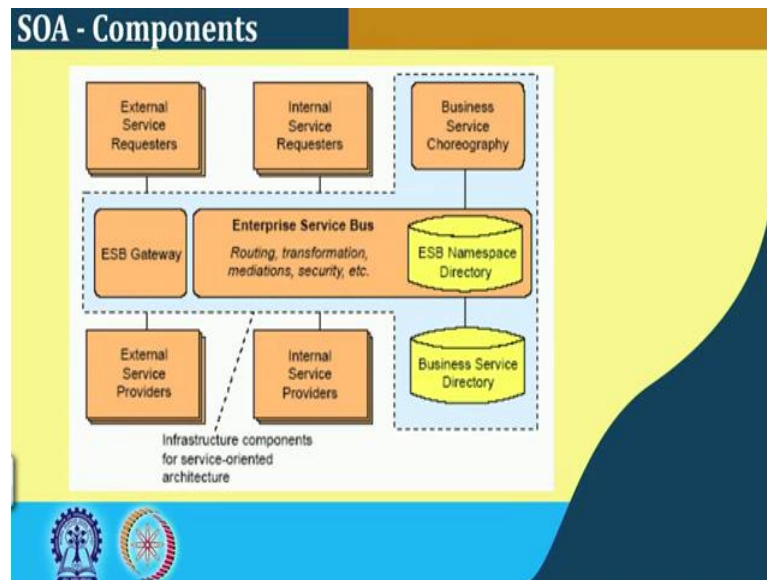 SOA - Components
External
Service
Requesters
Internal
Service
Requesters
Business
Service
Choreography
ESB Gateway
Enterprise Service Bus
Routing, transformation,
mediations, security, etc.
ESB Namespace
Directory
External
Service
Providers
Internal
Service
Providers
Business Service
Directory
Infrastructure components
for service-oriented
architecture